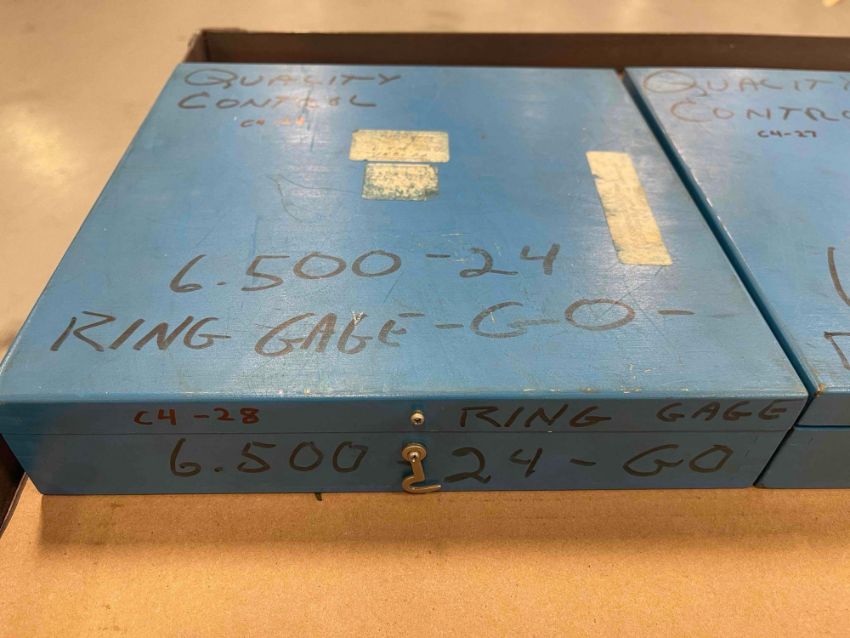 QUALITY
CONTROL
6.500-24
RING GAGE-GO-
C4-28
RING GAGE
6.500 24-GO
QUALITY
CONTRO
C4-27